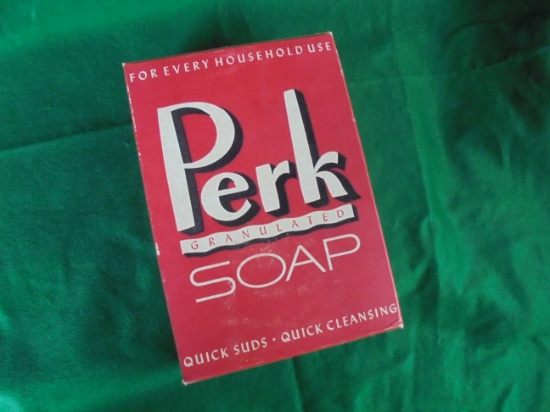 FOR EVERY HOUSEHOLD USE
Perk
GRANULATED
SOAP
QUICK SUDS • QUICK CLEANSING